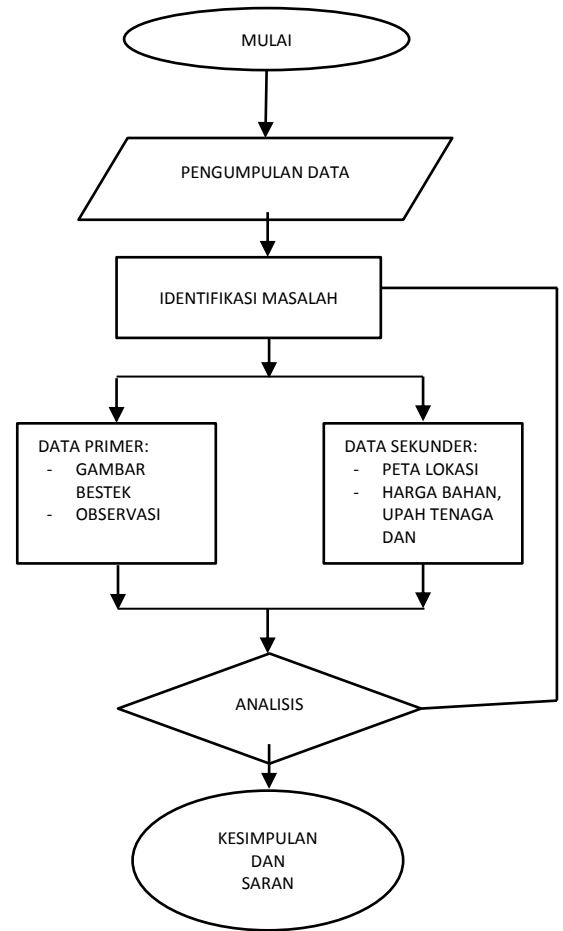 MULAI
PENGUMPULAN DATA
IDENTIFIKASI MASALAH
DATA PRIMER:
- GAMBAR
BESTEK
- OBSERVASI
DATA SEKUNDER:
- PETA LOKASI
- HARGA BAHAN,
UPAH TENAGA
DAN
ANALISIS
KESIMPULAN
DAN
SARAN